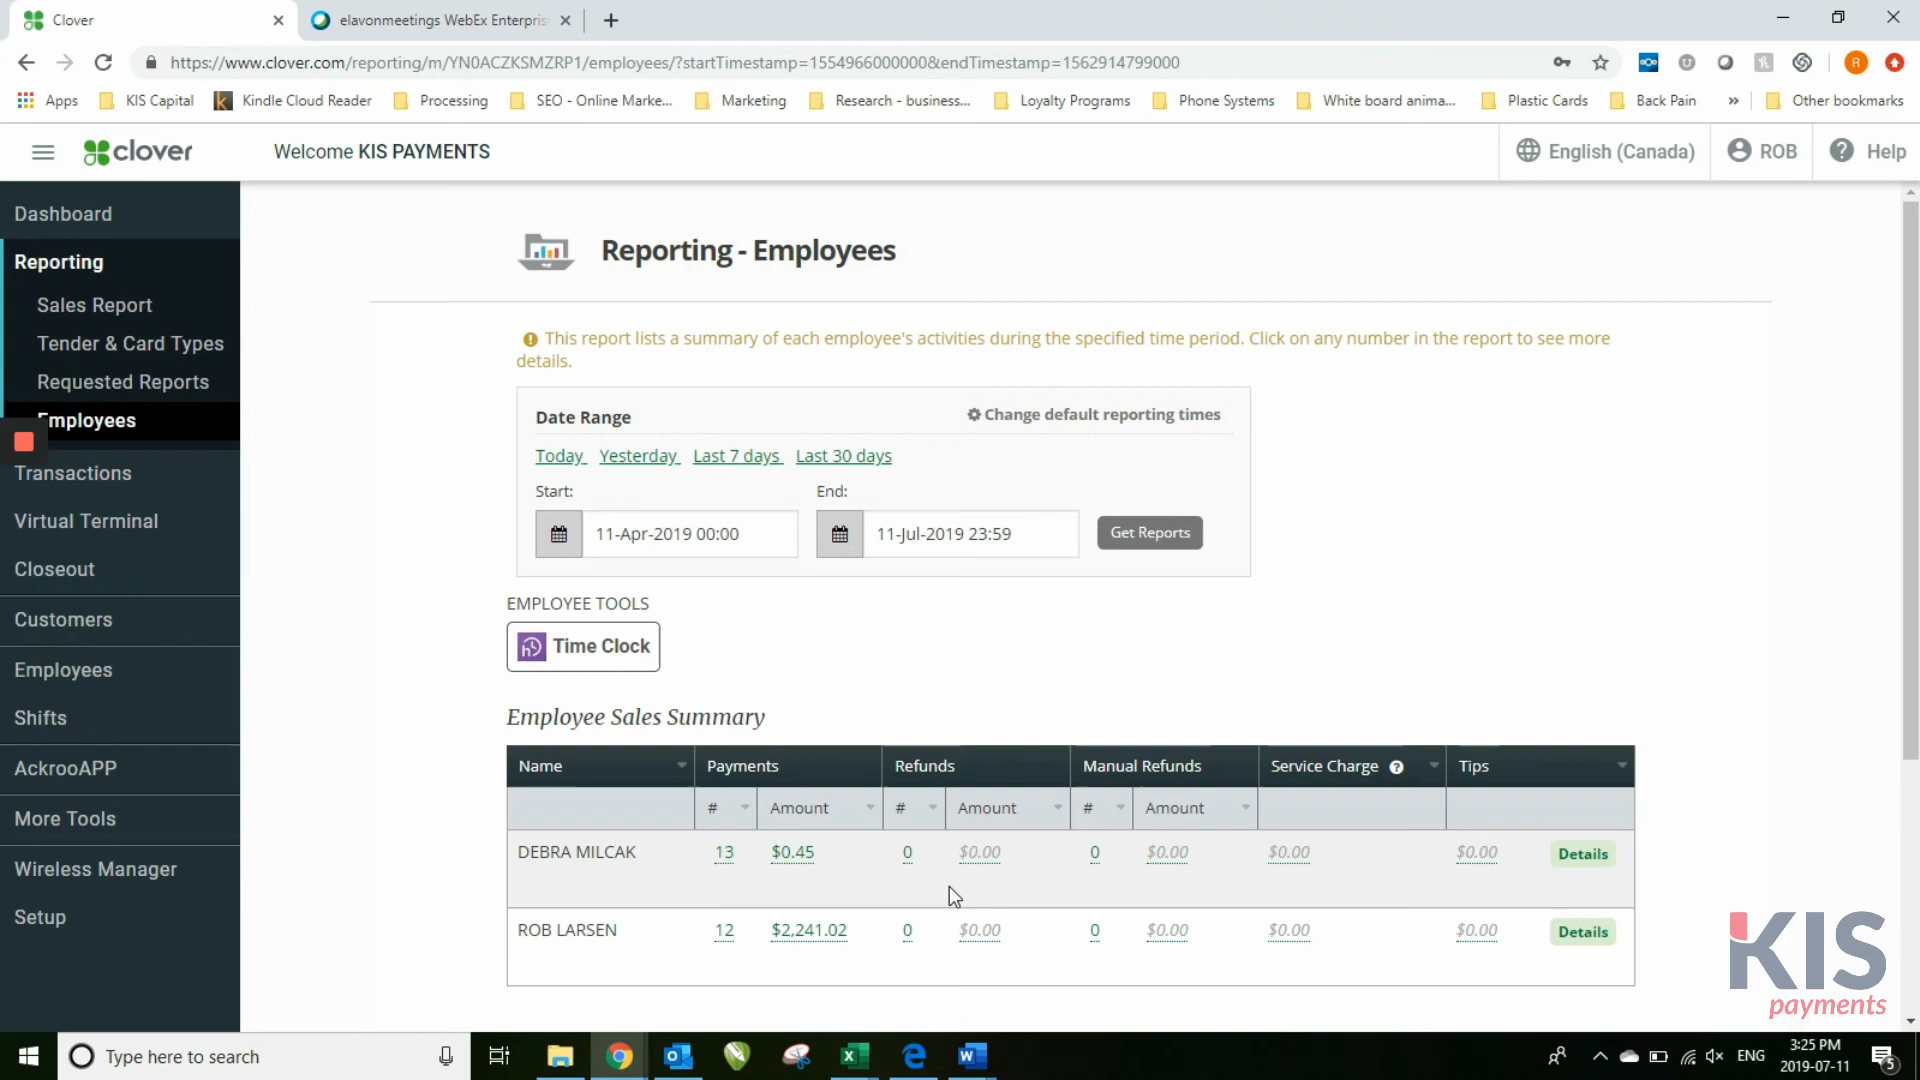 Clover
elavonmeetings WebEx Enterpris
https://www.clover.com/reporting/m/YN0ACZKSMZRP1/employees/?startTimestamp=1554966000000&endTimestamp=1562914799000
R
Apps KIS Capital Kindle Cloud Reader Processing SEO - Online Marke... Marketing Research - business... Loyalty Programs Phone Systems White board anima... Plastic Cards Back Pain » Other bookmarks
clover
Welcome KIS PAYMENTS
English (Canada) ROB Help
Dashboard
Reporting
Sales Report
Tender & Card Types
Requested Reports
Employees
Transactions
Virtual Terminal
Closeout
Customers
Employees
Shifts
AckrooAPP
More Tools
Wireless Manager
Setup
Reporting - Employees
This report lists a summary of each employee's activities during the specified time period. Click on any number in the report to see more
details.
Date Range Change default reporting times
Today Yesterday Last 7 days Last 30 days
Start: End:
11-Apr-2019 00:00 11-Jul-2019 23:59 Get Reports
EMPLOYEE TOOLS
Time Clock
Employee Sales Summary
Name Payments Refunds Manual Refunds Service Charge ? Tips
# Amount # Amount # Amount
DEBRA MILCAK 13 $0.45 0 $0.00 0 $0.00 $0.00 $0.00 Details
ROB LARSEN 12 $2,241.02 0 $0.00 0 $0.00 $0.00 $0.00 Details
KIS
payments
Type here to search
ENG
3:25 PM
2019-07-11
5